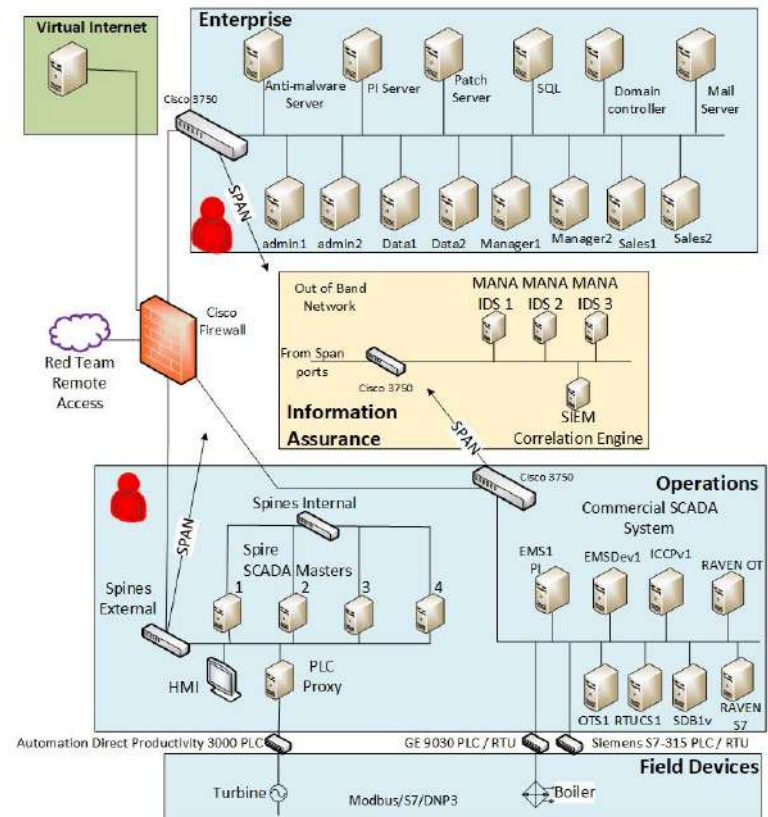 Virtual Internet
Enterprise
Cisco 3750
Anti-malware
Server
PI Server
Patch
Server
SQL
Domain
controller
Mail
Server
SPAN
admin1
admin2
Data1
Data2
Manager1
Manager2
Sales1
Sales2
Cisco
Firewall
Red Team
Remote
Access
Out of Band
Network
MANA MANA MANA
IDS 1 IDS 2 IDS 3
From Span
ports
Cisco 3750
SIEM
Information
Assurance
Correlation Engine
SPAN
SPAN
Operations
Cisco 3750
Commercial SCADA
System
Spines Internal
Spire
SCADA Masters
1
2
3
4
Spines
External
HMI
PLC
Proxy
EMS1
PI
EMSDev1
ICCPv1
RAVEN OT
OTS1
RTUCS1
SDB1v
RAVEN
S7
Automation Direct Productivity 3000 PLC
GE 9030 PLC / RTU
Siemens S7-315 PLC / RTU
Field Devices
Turbine
Modbus/S7/DNP3
Boiler